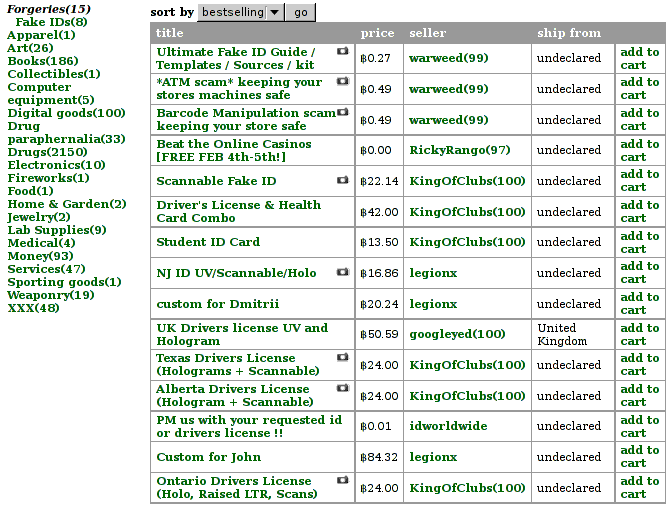 Forgeries(15)
Fake IDs(8)
Apparel(1)
Art(26)
Books(186)
Collectibles(1)
Computer
equipment(5)
Digital goods(100)
Drug
paraphernalia(33)
Drugs(2150)
Electronics(10)
Fireworks(1)
Food(1)
Home & Garden(2)
Jewelry(2)
Lab Supplies(9)
Medical(4)
Money(93)
Services(47)
Sporting goods(1)
Weaponry(19)
XXX(48)
sort by bestselling go
title price seller ship from
Ultimate Fake ID Guide /
Templates / Sources / kit
฿0.27 warweed(99) undeclared add to
cart
*ATM scam* keeping your
stores machines safe
฿0.49 warweed(99) undeclared add to
cart
Barcode Manipulation scam
keeping your store safe
฿0.49 warweed(99) undeclared add to
cart
Beat the Online Casinos
[FREE FEB 4th-5th!]
฿0.00 RickyRango(97) undeclared add to
cart
Scannable Fake ID ฿22.14 KingOfClubs(100) undeclared add to
cart
Driver's License & Health
Card Combo
฿42.00 KingOfClubs(100) undeclared add to
cart
Student ID Card ฿13.50 KingOfClubs(100) undeclared add to
cart
NJ ID UV/Scannable/Holo ฿16.86 legionx undeclared add to
cart
custom for Dmitrii ฿20.24 legionx undeclared add to
cart
UK Drivers license UV and
Hologram
฿50.59 googleyed(100) United
Kingdom
add to
cart
Texas Drivers License
(Holograms + Scannable)
฿24.00 KingOfClubs(100) undeclared add to
cart
Alberta Drivers License
(Hologram + Scannable)
฿24.00 KingOfClubs(100) undeclared add to
cart
PM us with your requested id
or drivers license !!
฿0.01 idworldwide undeclared add to
cart
Custom for John ฿84.32 legionx undeclared add to
cart
Ontario Drivers License
(Holo, Raised LTR, Scans)
฿24.00 KingOfClubs(100) undeclared add to
cart